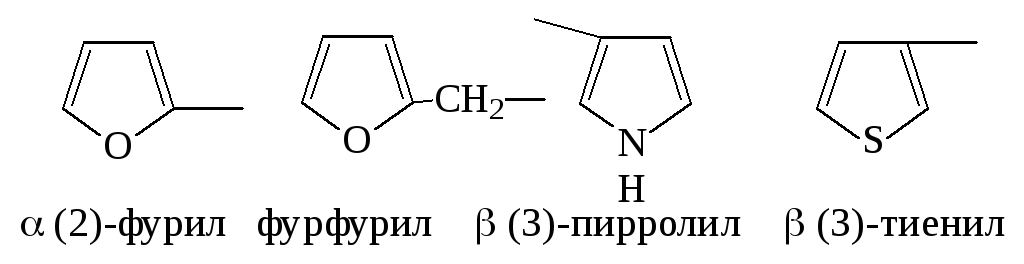 O
O
CH2
N
H
S
α (2)-фурил
фурфурил
β (3)-пирролил
β (3)-тиенил